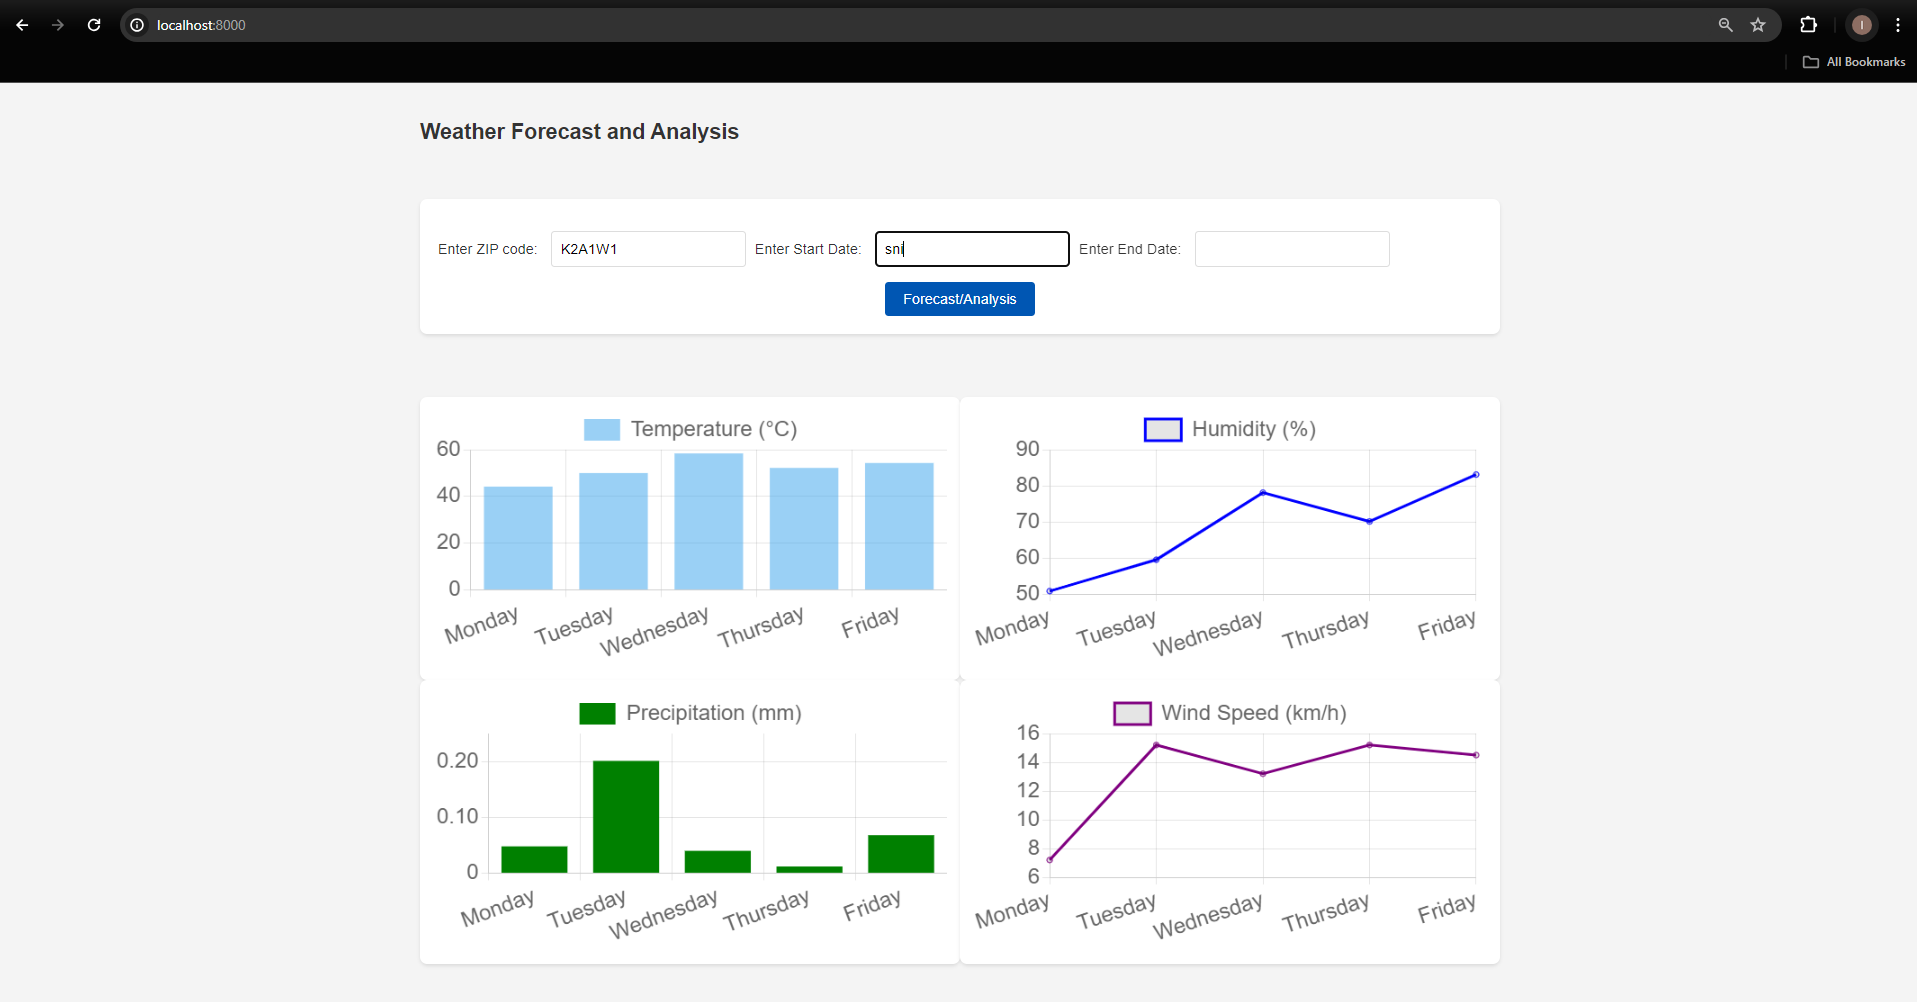 localhost:8000
All Bookmarks
Weather Forecast and Analysis
Enter ZIP code: K2A1W1 Enter Start Date: sni Enter End Date:
Forecast/Analysis
Temperature (°C)
60
40
20
0
Monday Tuesday Wednesday Thursday Friday
Humidity (%)
90
80
70
60
50
Monday Tuesday Wednesday Thursday Friday
Precipitation (mm)
0.20
0.10
0
Monday Tuesday Wednesday Thursday Friday
Wind Speed (km/h)
16
14
12
10
8
6
Monday Tuesday Wednesday Thursday Friday